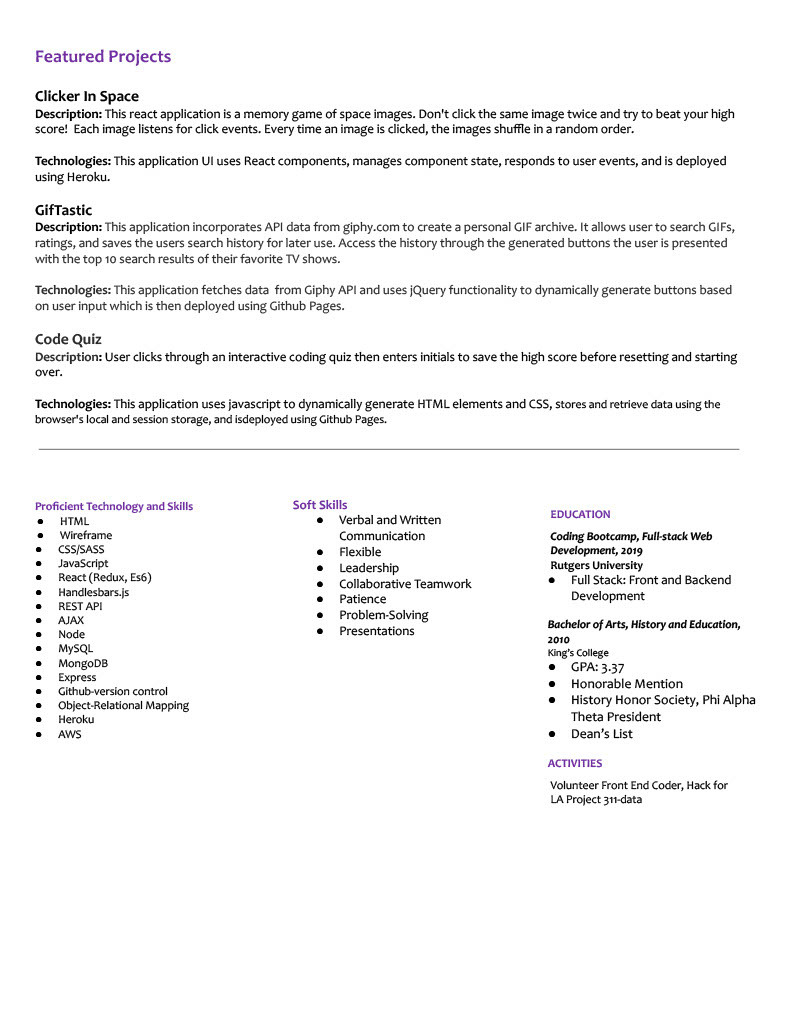 Featured Projects
Clicker In Space
Description: This react application is a memory game of space images. Don't click the same image twice and try to beat your high
score!  Each image listens for click events. Every time an image is clicked, the images shuffle in a random order.
Technologies: This application UI uses React components, manages component state, responds to user events, and is deployed
using Heroku.
GifTastic
Description: This application incorporates API data from giphy.com to create a personal GIF archive. It allows user to search GIFs,
ratings, and saves the users search history for later use. Access the history through the generated buttons the user is presented
with the top 10 search results of their favorite TV shows.
Technologies: This application fetches data  from Giphy API and uses jQuery functionality to dynamically generate buttons based
on user input which is then deployed using Github Pages.
Code Quiz
Description: User clicks through an interactive coding quiz then enters initials to save the high score before resetting and starting
over.
Technologies: This application uses javascript to dynamically generate HTML elements and CSS, stores and retrieve data using the
browser's local and session storage, and isdeployed using Github Pages.
Proficient Technology and Skills
● HTML
● Wireframe
● CSS/SASS
● JavaScript
● React (Redux, Es6)
● Handlesbars.js
● REST API
● AJAX
● Node
● MySQL
● MongoDB
● Express
● Github-version control
● Object-Relational Mapping
● Heroku
● AWS
Soft Skills
● Verbal and Written
Communication
● Flexible
● Leadership
● Collaborative Teamwork
● Patience
● Problem-Solving
● Presentations
EDUCATION
Coding Bootcamp, Full-stack Web
Development, 2019
Rutgers University
● Full Stack: Front and Backend
Development
Bachelor of Arts, History and Education,
2010
King's College
● GPA: 3.37
● Honorable Mention
● History Honor Society, Phi Alpha
Theta President
● Dean's List
ACTIVITIES
Volunteer Front End Coder, Hack for
LA Project 311-data